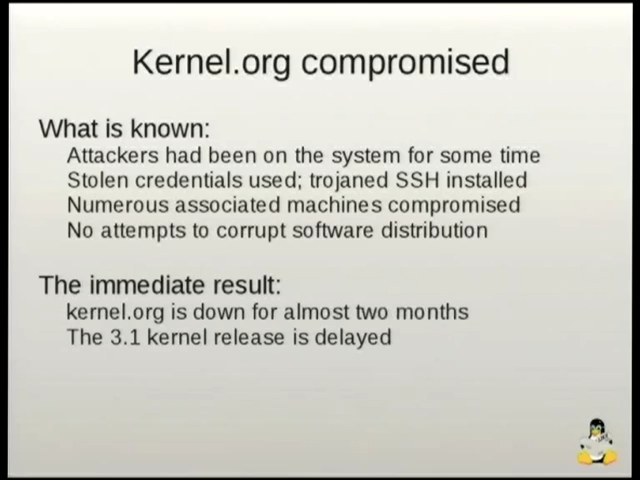 Kernel.org compromised
What is known:
Attackers had been on the system for some time
Stolen credentials used; trojaned SSH installed
Numerous associated machines compromised
No attempts to corrupt software distribution
The immediate result:
kernel.org is down for almost two months
The 3.1 kernel release is delayed